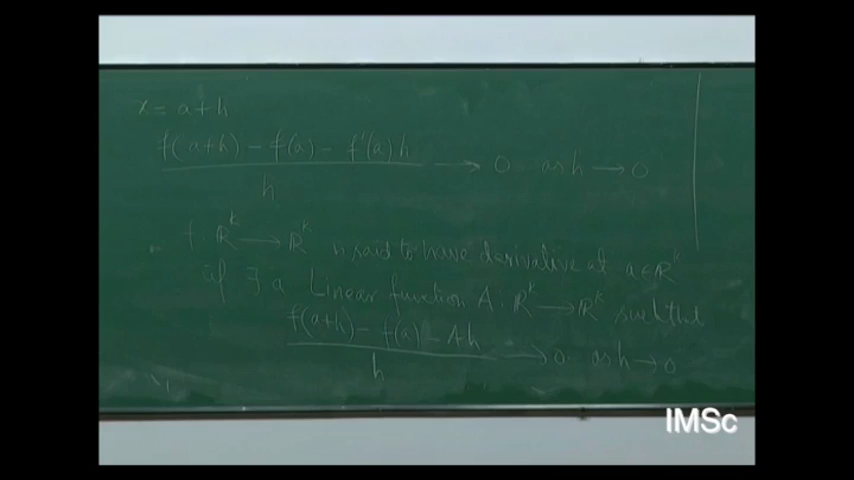 x = a+h
f(a+h) – f(a) – f'(a)h / h → 0 as h → 0
f: ℝ^k → ℝ^k is said to have derivative at a ∈ ℝ^k
if ∃ a Linear function A: ℝ^k → ℝ^k such that
f(a+h) – f(a) – Ah / h → 0 as h → 0
IMSc